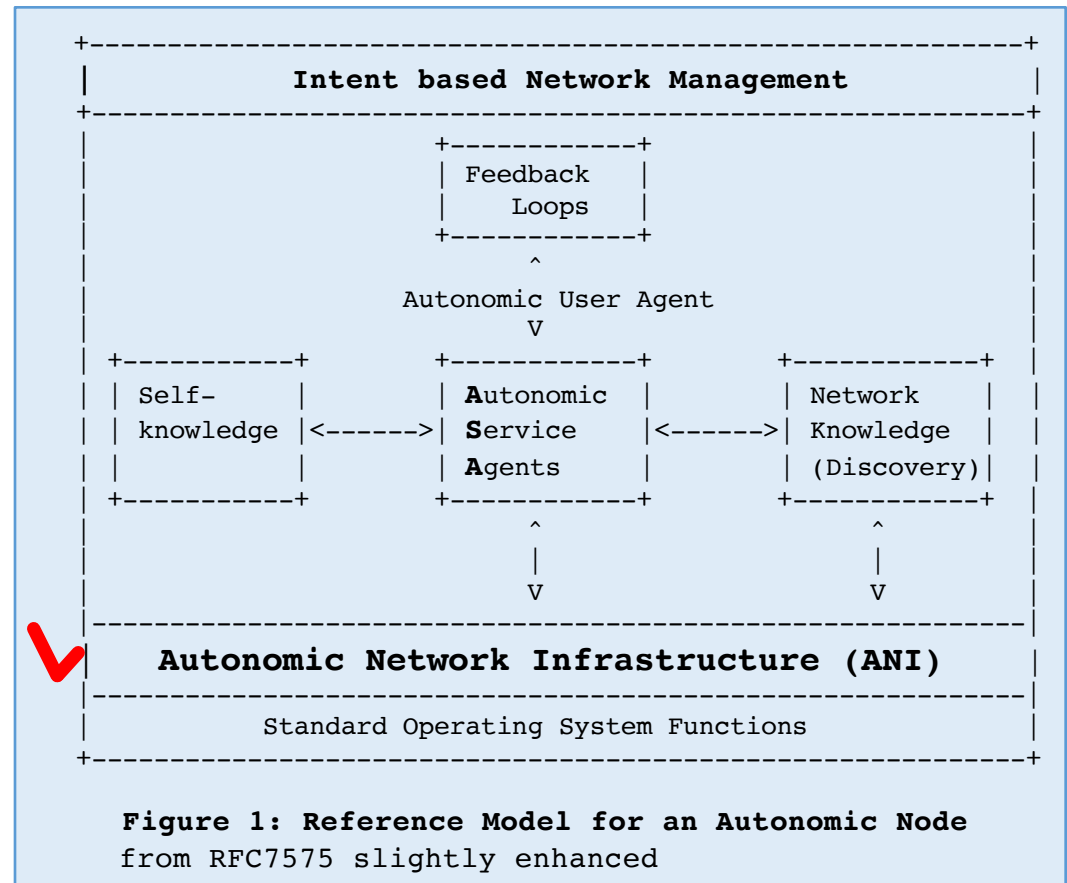 +------------------------------------------------------------+
| Intent based Network Management |
+------------------------------------------------------------+
| +------------+ |
| | Feedback | |
| | Loops | |
| +------------+ |
| ^ |
| Autonomic User Agent |
| V |
| +-----------+ +------------+ +------------+ |
| | Self- | | Autonomic | Network | |
| | knowledge |<------>| Service |<------>| Knowledge | |
| | | | Agents | | (Discovery)| |
| +-----------+ +------------+ +------------+ |
| ^ ^ |
| | | |
| V V |
|------------------------------------------------------------|
| Autonomic Network Infrastructure (ANI) |
|------------------------------------------------------------|
| Standard Operating System Functions |
+------------------------------------------------------------+
Figure 1: Reference Model for an Autonomic Node
from RFC7575 slightly enhanced